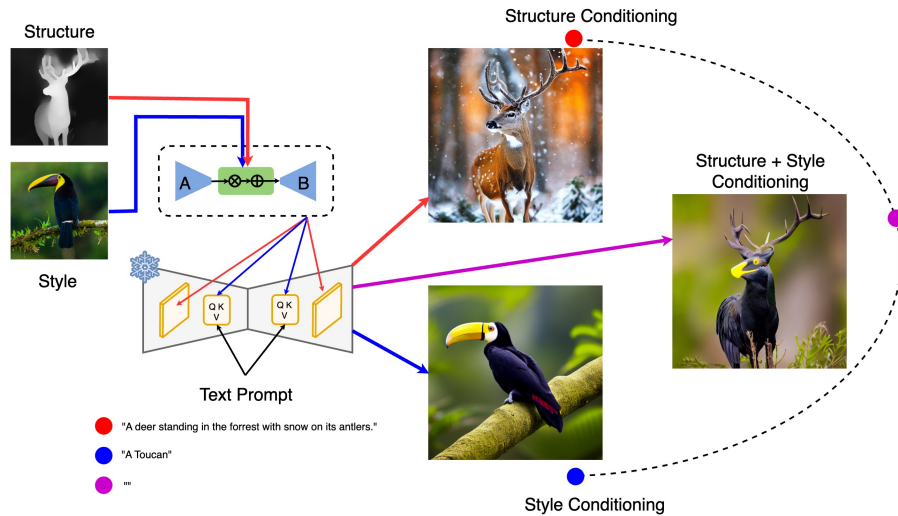 Structure Conditioning
Structure
A
B
Structure + Style
Conditioning
Style
Q K
V
Q K
V
Text Prompt
"A deer standing in the forrest with snow on its antlers."
"A Toucan"
""
Style Conditioning